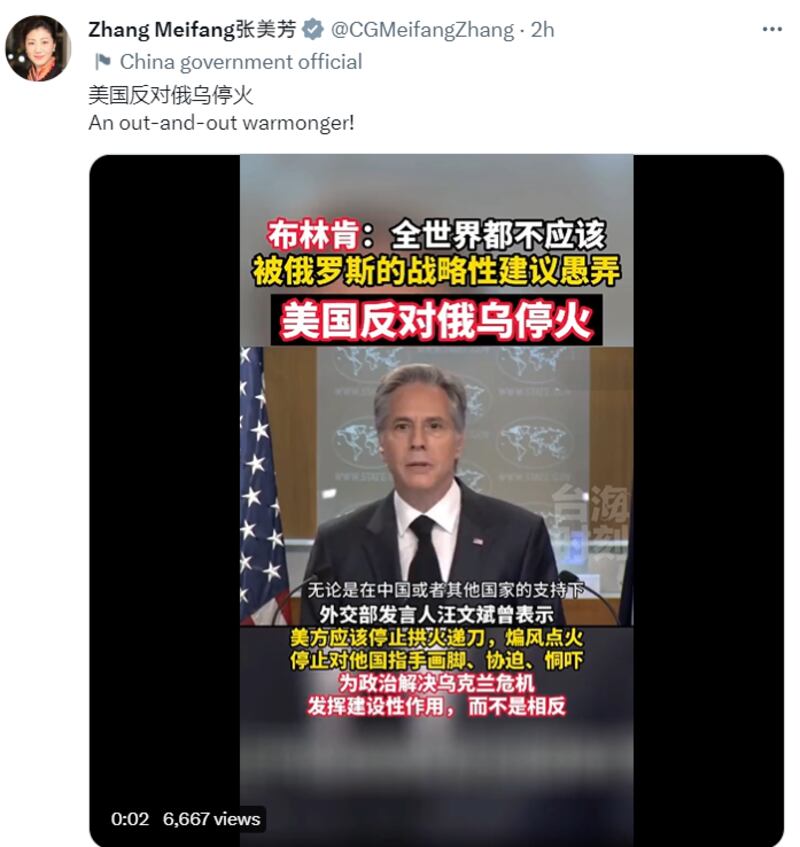 Zhang Meifang张美芳 @CGMeifangZhang · 2h
China government official
美国反对俄乌停火
An out-and-out warmonger!
布林肯：全世界都不应该
被俄罗斯的战略性建议愚弄
美国反对俄乌停火
台海
时刻
无论是在中国或者其他国家的支持下
外交部发言人汪文斌曾表示
美方应该停止拱火递刀，煽风点火
停止对他国指手画脚、协迫、恫吓
为政治解决乌克兰危机
发挥建设性作用，而不是相反
0:02 6,667 views